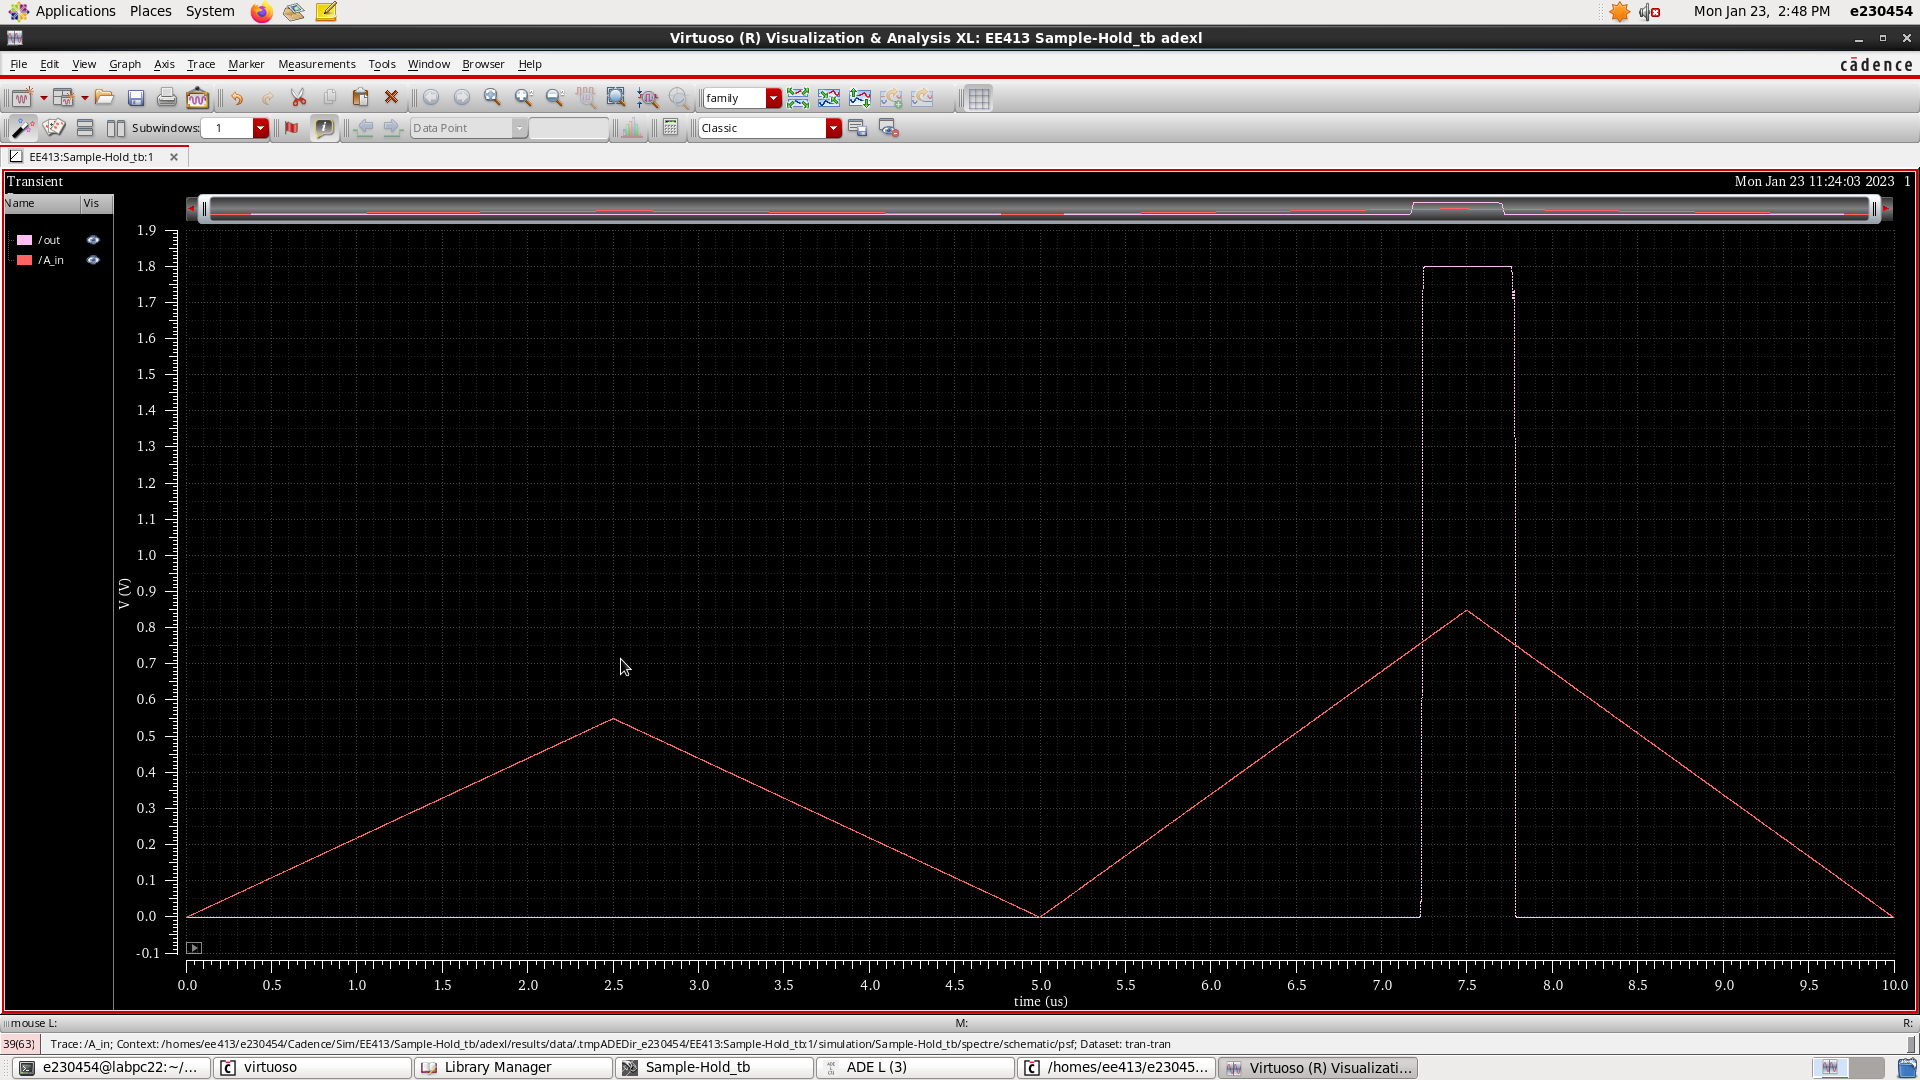 Applications Places System Mon Jan 23, 2:48 PM e230454
Virtuoso (R) Visualization & Analysis XL: EE413 Sample-Hold_tb adexl
File Edit View Graph Axis Trace Marker Measurements Tools Window Browser Help cādence
family
Subwindows: 1 Data Point Classic
EE413:Sample-Hold_tb:1
Transient Mon Jan 23 11:24:03 2023 1
Name Vis
/out
/A_in
1.9
1.8
1.7
1.6
1.5
1.4
1.3
1.2
1.1
1.0
0.9
0.8
0.7
0.6
0.5
0.4
0.3
0.2
0.1
0.0
-0.1
V (V)
0.0 0.5 1.0 1.5 2.0 2.5 3.0 3.5 4.0 4.5 5.0 5.5 6.0 6.5 7.0 7.5 8.0 8.5 9.0 9.5 10.0
time (us)
mouse L: M: R:
39(63) Trace: /A_in; Context: /homes/ee413/e230454/Cadence/Sim/EE413/Sample-Hold_tb/adexl/results/data/.tmpADEDir_e230454/EE413:Sample-Hold_tb:1/simulation/Sample-Hold_tb/spectre/schematic/psf; Dataset: tran-tran
e230454@labpc22:~/... virtuoso Library Manager Sample-Hold_tb ADE L (3) /homes/ee413/e23045... Virtuoso (R) Visualizati...